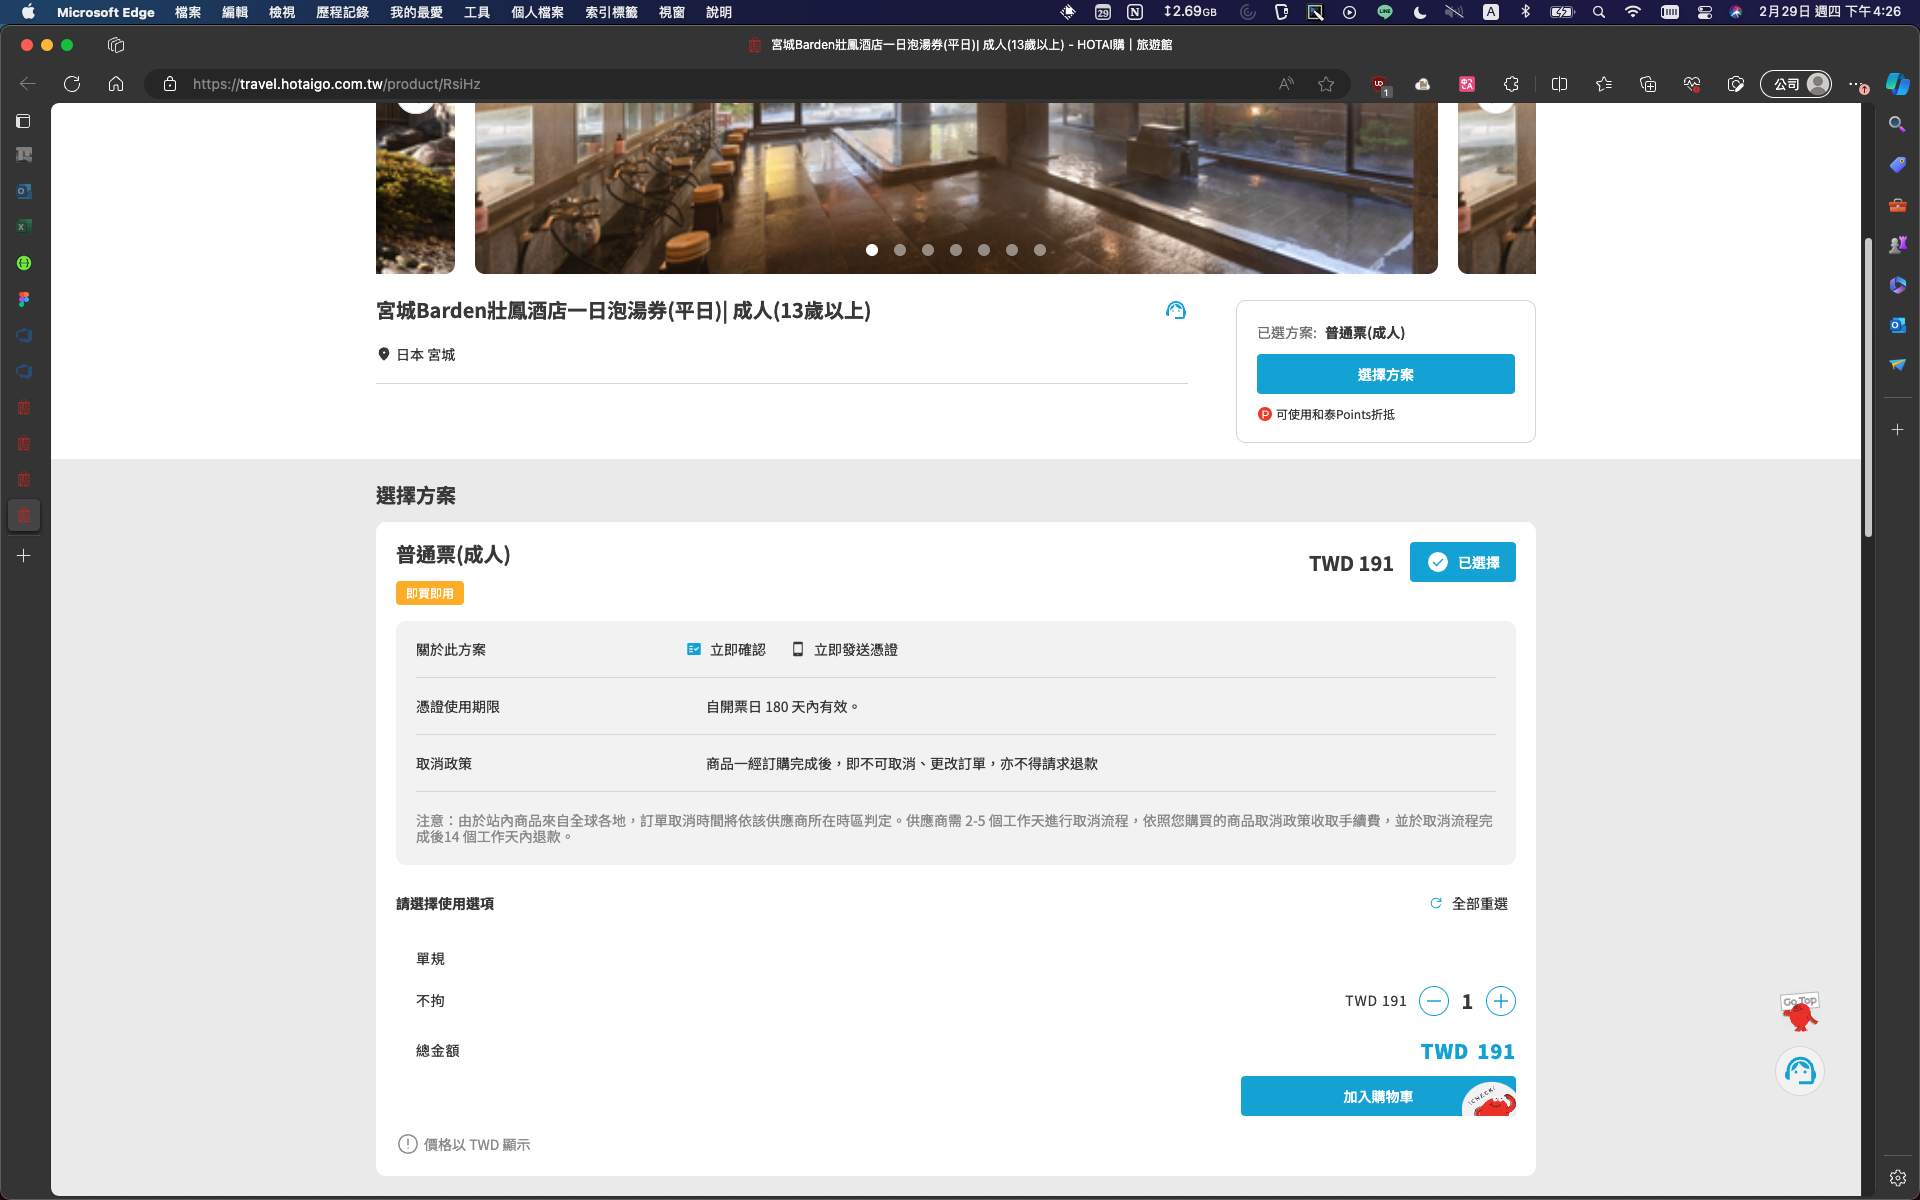 Microsoft Edge 檔案 編輯 檢視 歷程記錄 我的最愛 工具 個人檔案 索引標籤 視窗 說明 29 N 2.69GB LINE A 2月29日 週四 下午4:26
宮城Barden壯鳳酒店一日泡湯券(平日)| 成人(13歲以上) - HOTAI購 | 旅遊館
https://travel.hotaigo.com.tw/product/RsiHz 1 公司
宮城Barden壯鳳酒店一日泡湯券(平日)| 成人(13歲以上)
日本 宮城
已選方案: 普通票(成人)
選擇方案
P 可使用和泰Points折抵
選擇方案
普通票(成人)
TWD 191 已選擇
即買即用
關於此方案 立即確認 立即發送憑證
憑證使用期限 自開票日 180 天內有效。
取消政策 商品一經訂購完成後，即不可取消、更改訂單，亦不得請求退款
注意：由於站內商品來自全球各地，訂單取消時間將依該供應商所在時區判定。供應商需 2-5 個工作天進行取消流程，依照您購買的商品取消政策收取手續費，並於取消流程完
成後14 個工作天內退款。
請選擇使用選項 全部重選
單規
不拘 TWD 191 1
總金額 TWD 191
加入購物車 CHECK!
價格以 TWD 顯示
Go Top